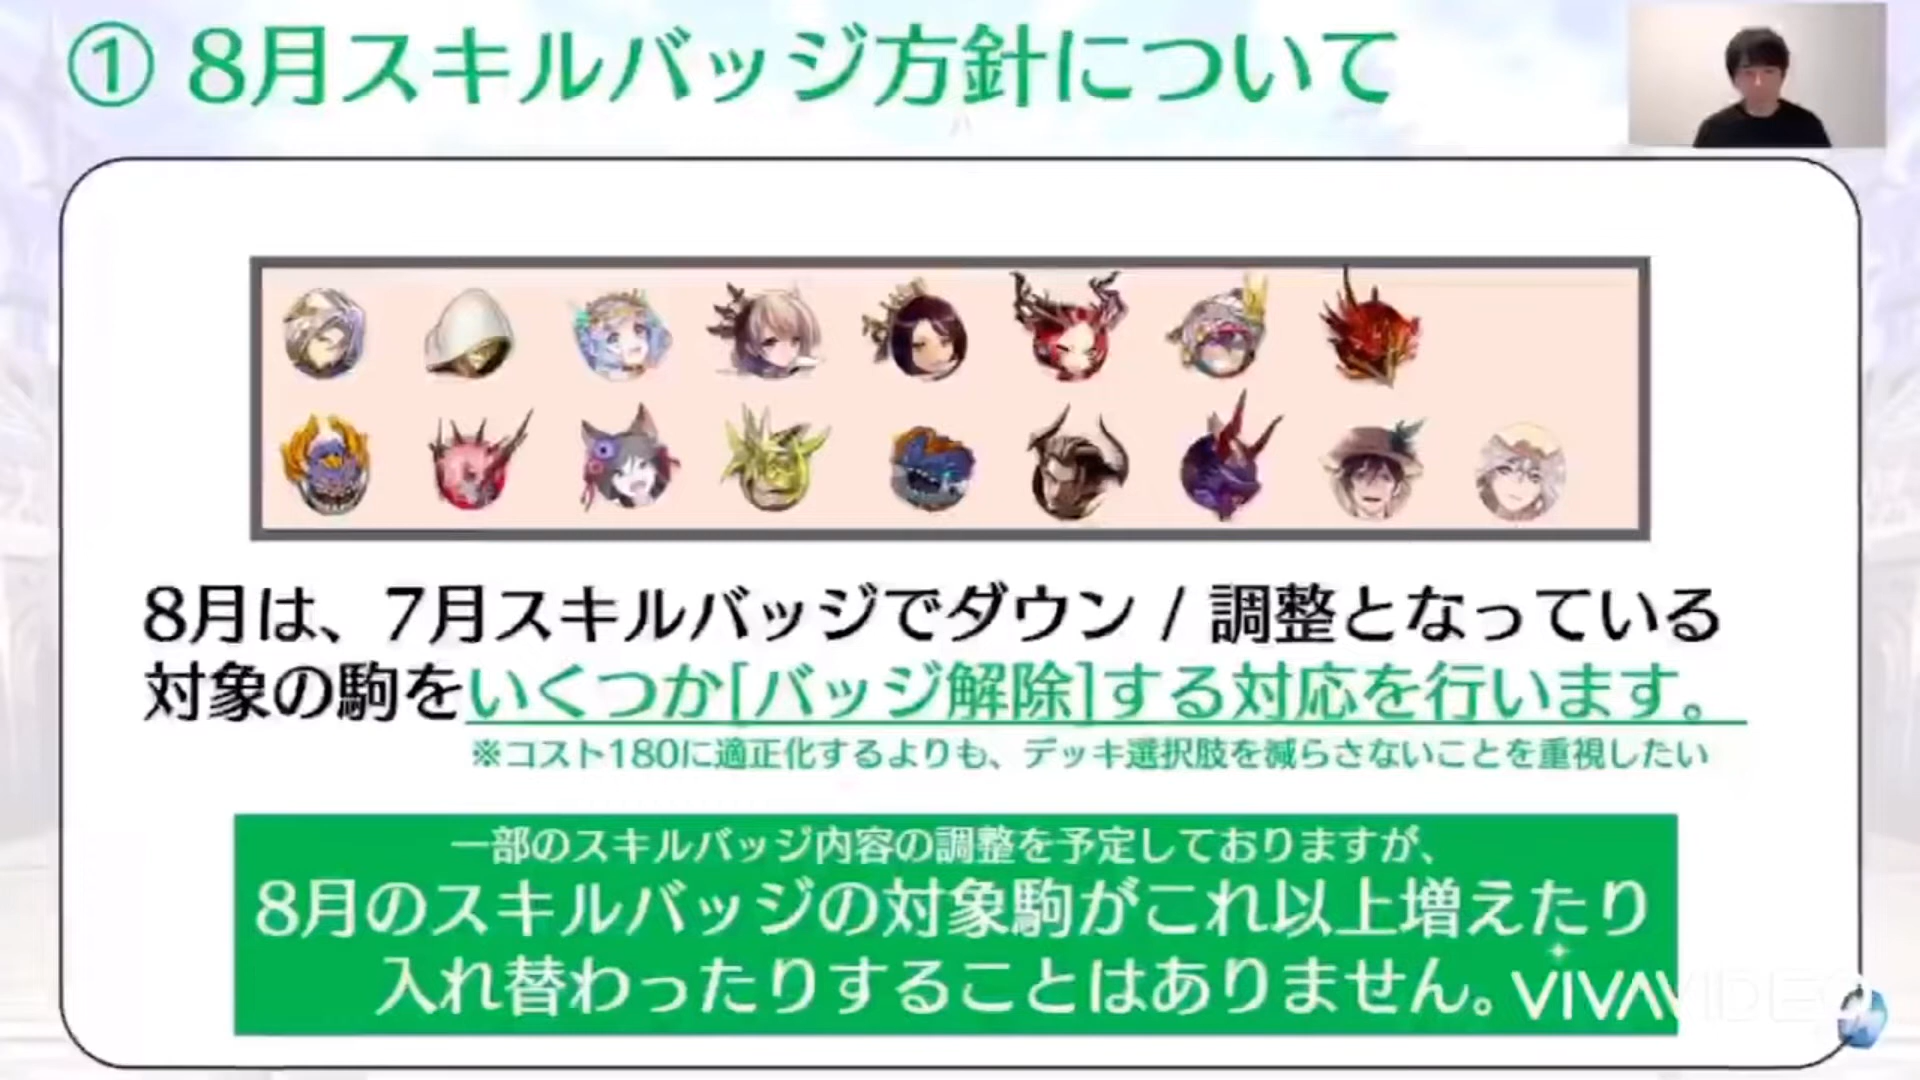 ① 8月スキルバッジ方針について
8月は、7月スキルバッジでダウン / 調整となっている
対象の駒をいくつか[バッジ解除]する対応を行います。
※コスト180に適正化するよりも、デッキ選択肢を減らさないことを重視したい
一部のスキルバッジ内容の調整を予定しておりますが、
8月のスキルバッジの対象駒がこれ以上増えたり
入れ替わったりすることはありません。
VIVAVIDEO